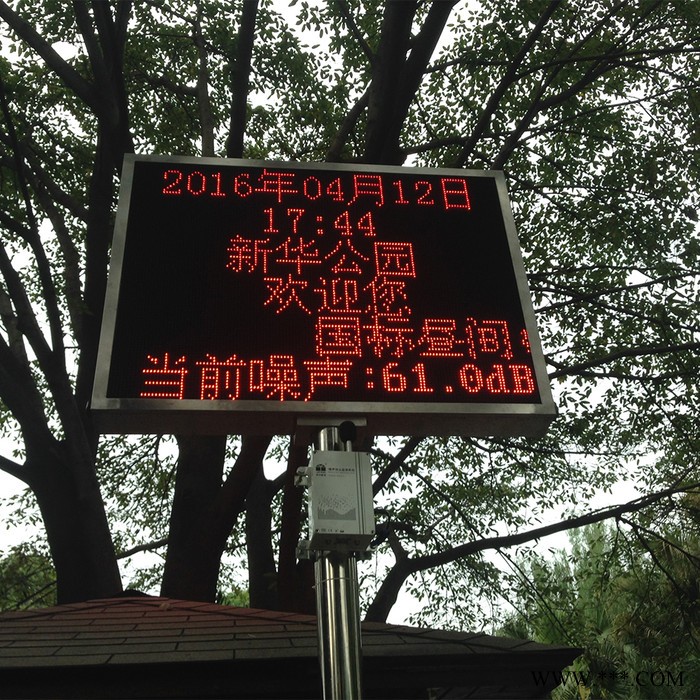 2016年04月12日
17:44
新华公园
欢迎您
国标昼间
当前噪声:61.0dB
WWW.***.COM